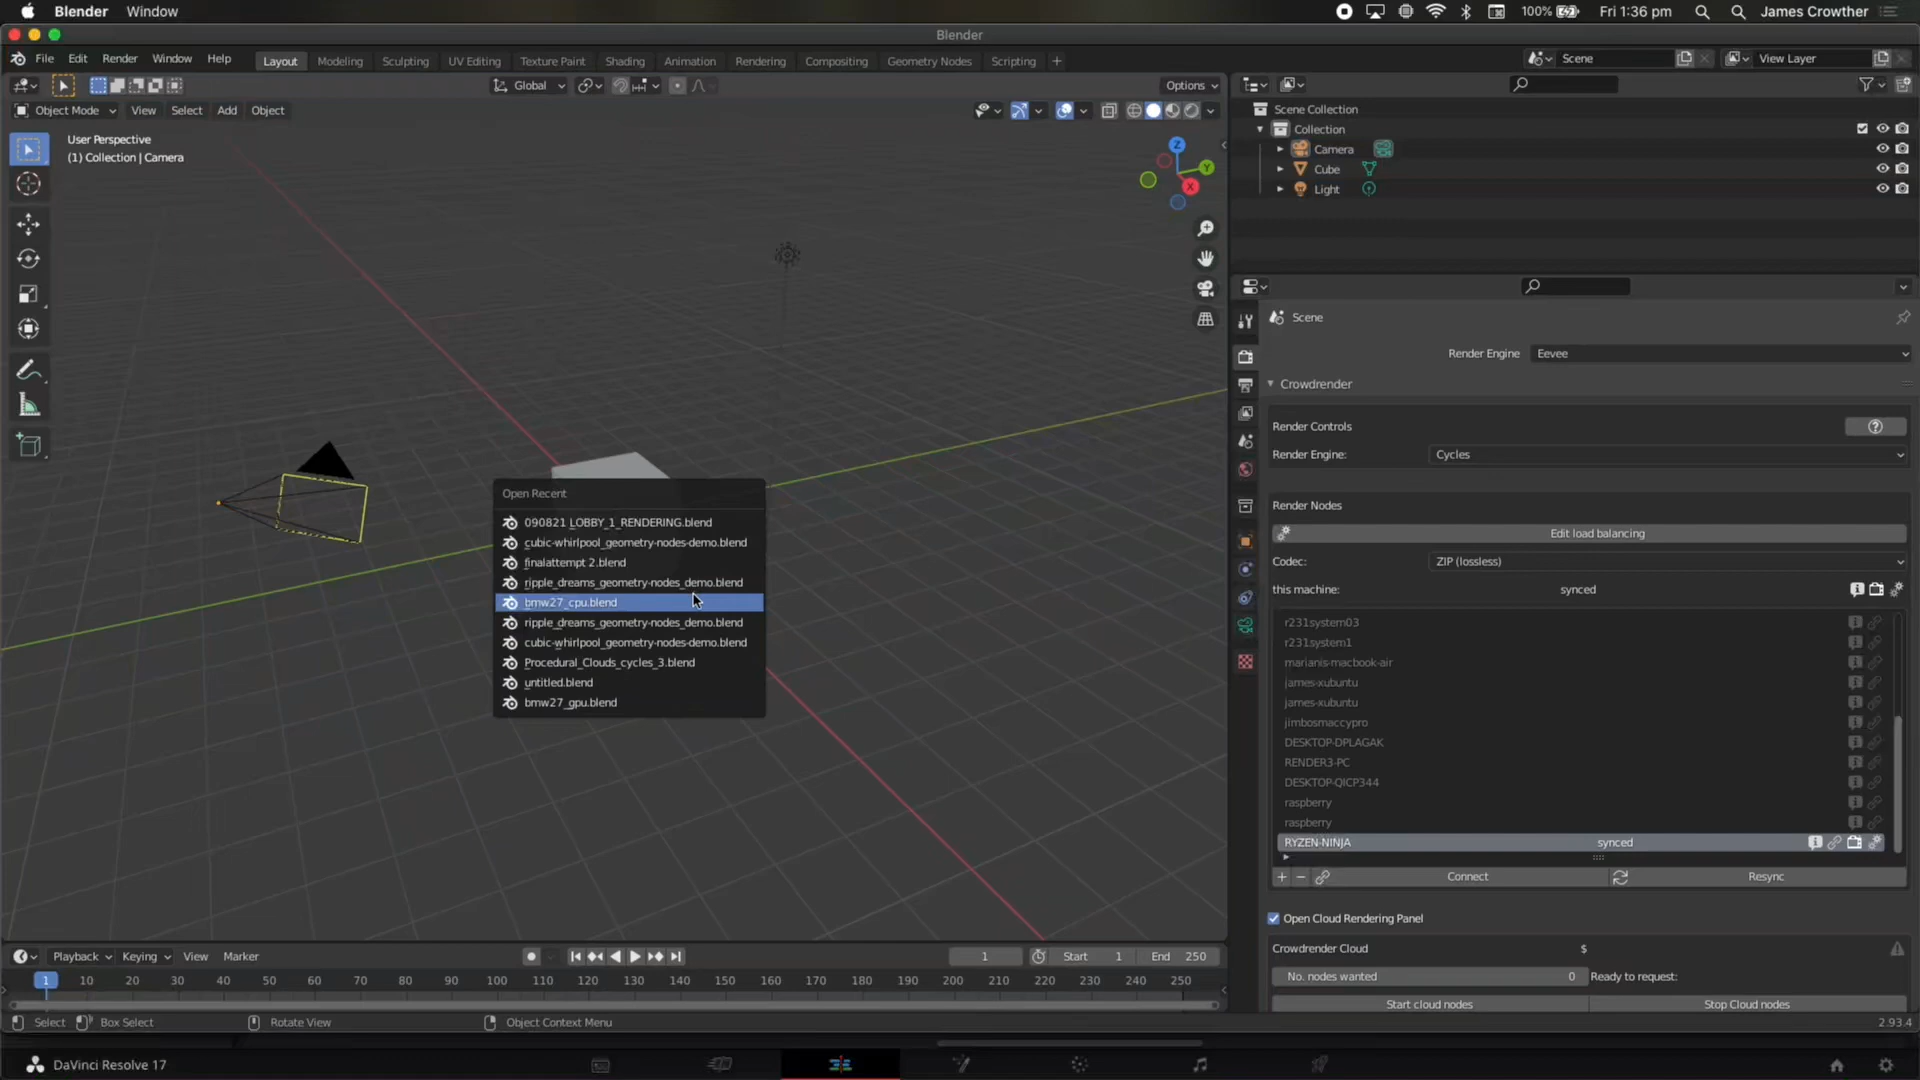 Blender Window 100% Fri 1:36 pm James Crowther
Blender
File Edit Render Window Help Layout Modeling Sculpting UV Editing Texture Paint Shading Animation Rendering Compositing Geometry Nodes Scripting + Scene View Layer
Global Options
Object Mode View Select Add Object
User Perspective
(1) Collection | Camera
Z
Y
X
Scene Collection
Collection
Camera
Cube
Light
Scene
Render Engine Eevee
Crowdrender
Render Controls
Render Engine: Cycles
Render Nodes
Edit load balancing
Codec: ZIP (lossless)
this machine: synced
r231system03
r231system1
marianis-macbook-air
james-xubuntu
james-xubuntu
jimbosmaccypro
DESKTOP-DPLAGAK
RENDER3-PC
DESKTOP-QICP344
raspberry
raspberry
RYZEN-NINJA synced
+ − Connect Resync
Open Cloud Rendering Panel
Crowdrender Cloud $
No. nodes wanted 0 Ready to request:
Start cloud nodes Stop Cloud nodes
Open Recent
090821_LOBBY_1_RENDERING.blend
cubic-whirlpool_geometry-nodes-demo.blend
finalattempt 2.blend
ripple_dreams_geometry-nodes_demo.blend
bmw27_cpu.blend
ripple_dreams_geometry-nodes_demo.blend
cubic-whirlpool_geometry-nodes-demo.blend
Procedural_Clouds_cycles_3.blend
untitled.blend
bmw27_gpu.blend
Playback Keying View Marker 1 Start 1 End 250
1 10 20 30 40 50 60 70 80 90 100 110 120 130 140 150 160 170 180 190 200 210 220 230 240 250
Select Box Select Rotate View Object Context Menu 2.93.4
DaVinci Resolve 17